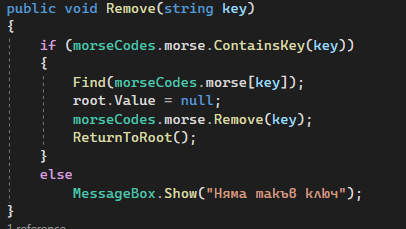 public void Remove(string key)
{
if (morseCodes.morse.ContainsKey(key))
{
Find(morseCodes.morse[key]);
root.Value = null;
morseCodes.morse.Remove(key);
ReturnToRoot();
}
else
MessageBox.Show("Няма такъв ключ");
}
1 reference